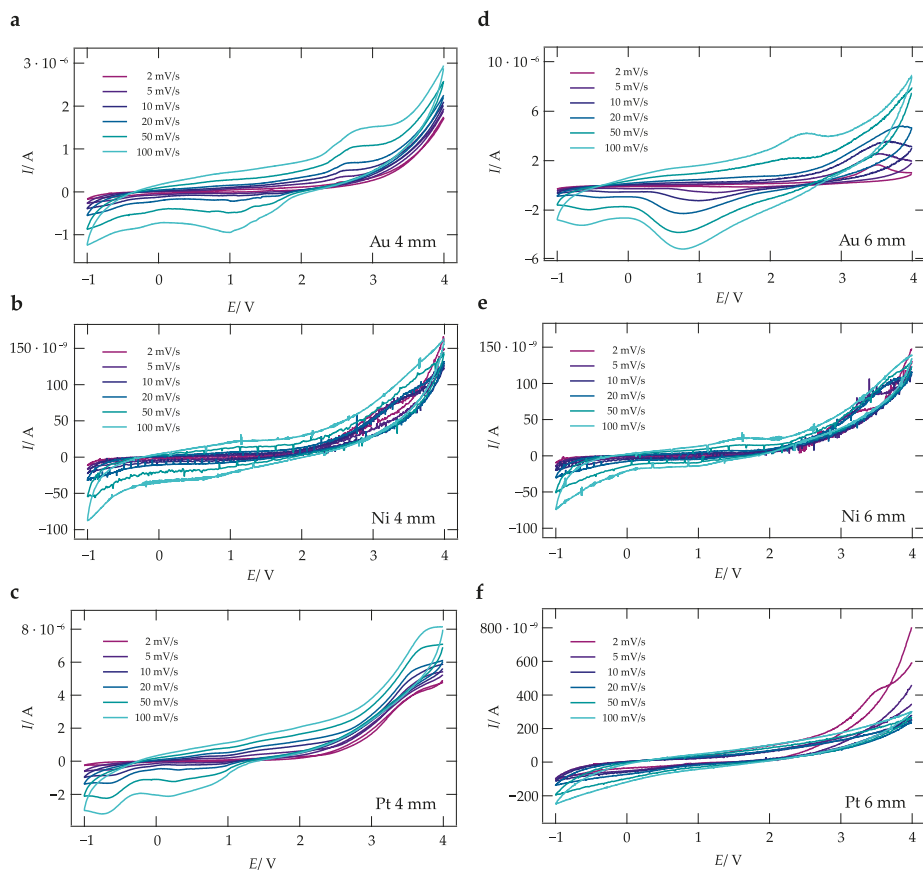 a
3 · 10⁻⁶
2
1
0
−1
I/ A
2 mV/s
5 mV/s
10 mV/s
20 mV/s
50 mV/s
100 mV/s
Au 4 mm
−1 0 1 2 3 4
E/ V
d
10 · 10⁻⁶
6
2
−2
−6
I/ A
2 mV/s
5 mV/s
10 mV/s
20 mV/s
50 mV/s
100 mV/s
Au 6 mm
−1 0 1 2 3 4
E/ V
b
150 · 10⁻⁹
100
50
0
−50
−100
I/ A
2 mV/s
5 mV/s
10 mV/s
20 mV/s
50 mV/s
100 mV/s
Ni 4 mm
−1 0 1 2 3 4
E/ V
e
150 · 10⁻⁹
100
50
0
−50
−100
I/ A
2 mV/s
5 mV/s
10 mV/s
20 mV/s
50 mV/s
100 mV/s
Ni 6 mm
−1 0 1 2 3 4
E/ V
c
8 · 10⁻⁶
6
4
2
0
−2
I/ A
2 mV/s
5 mV/s
10 mV/s
20 mV/s
50 mV/s
100 mV/s
Pt 4 mm
−1 0 1 2 3 4
E/ V
f
800 · 10⁻⁹
600
400
200
0
−200
I/ A
2 mV/s
5 mV/s
10 mV/s
20 mV/s
50 mV/s
100 mV/s
Pt 6 mm
−1 0 1 2 3 4
E/ V